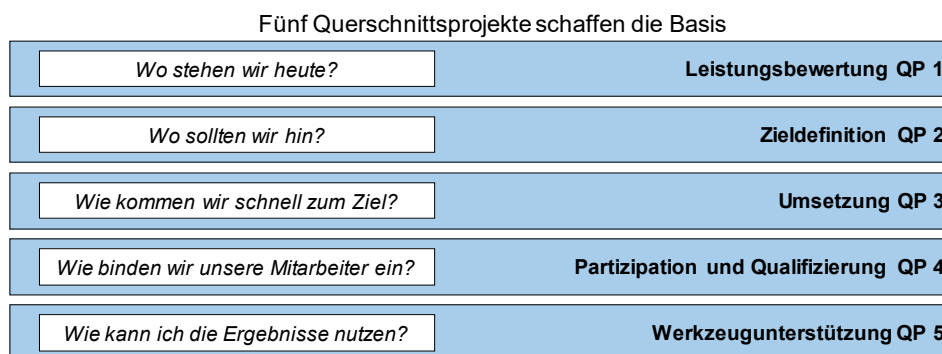 Fünf Querschnittsprojekte schaffen die Basis
Wo stehen wir heute? Leistungsbewertung QP 1
Wo sollten wir hin? Zieldefinition QP 2
Wie kommen wir schnell zum Ziel? Umsetzung QP 3
Wie binden wir unsere Mitarbeiter ein? Partizipation und Qualifizierung QP 4
Wie kann ich die Ergebnisse nutzen? Werkzeugunterstützung QP 5